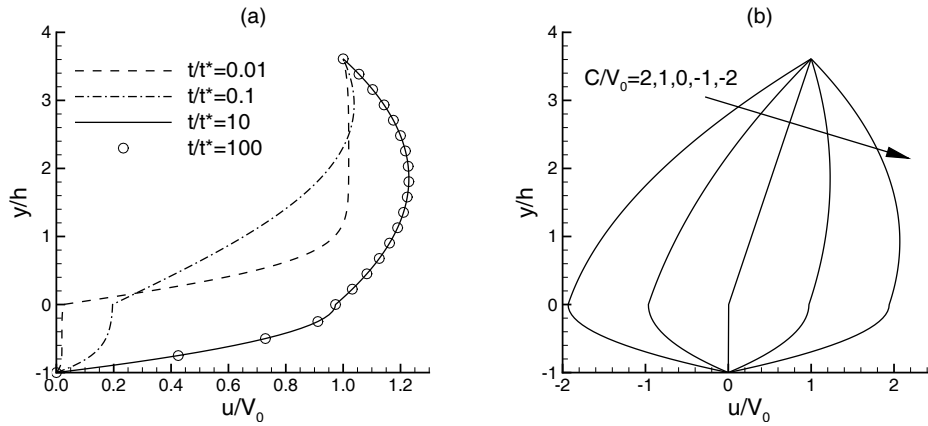 (a)
4
3
2
1
0
-1
y/h
t/t*=0.01
t/t*=0.1
t/t*=10
t/t*=100
0.0
0.2
0.4
0.6
0.8
1.0
1.2
u/V₀
(b)
4
3
2
1
0
-1
y/h
C/V₀=2,1,0,-1,-2
-2
-1
0
1
2
u/V₀